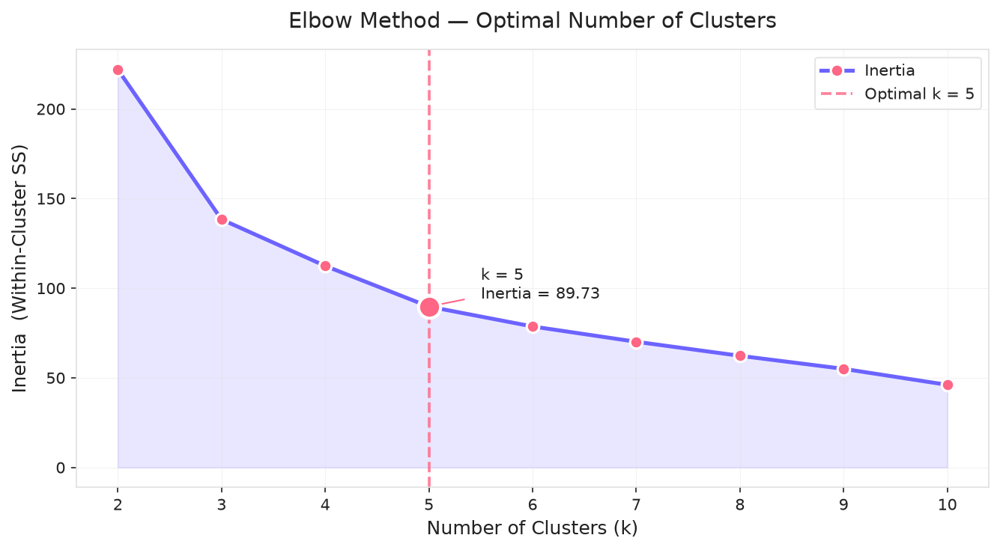 Elbow Method — Optimal Number of Clusters
Inertia
Optimal k = 5
Inertia  (Within-Cluster SS)
200
150
100
50
0
k = 5
Inertia = 89.73
2 3 4 5 6 7 8 9 10
Number of Clusters (k)